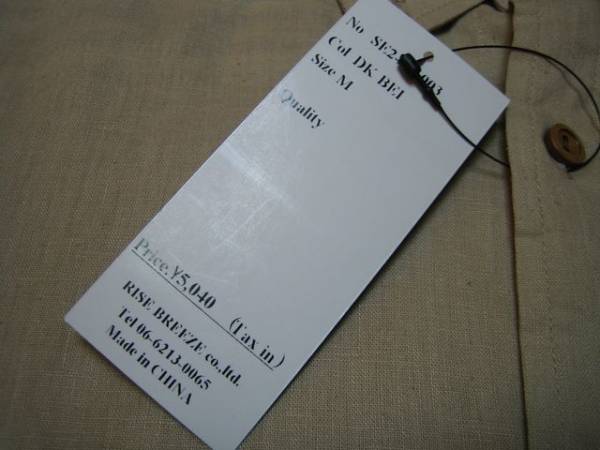 No SE2- 003
Col DK BEI
Size M
Quality
Price.¥5,040 (Tax in)
RISE BREEZE co.,ltd.
Tel 06-6213-0065
Made in CHINA